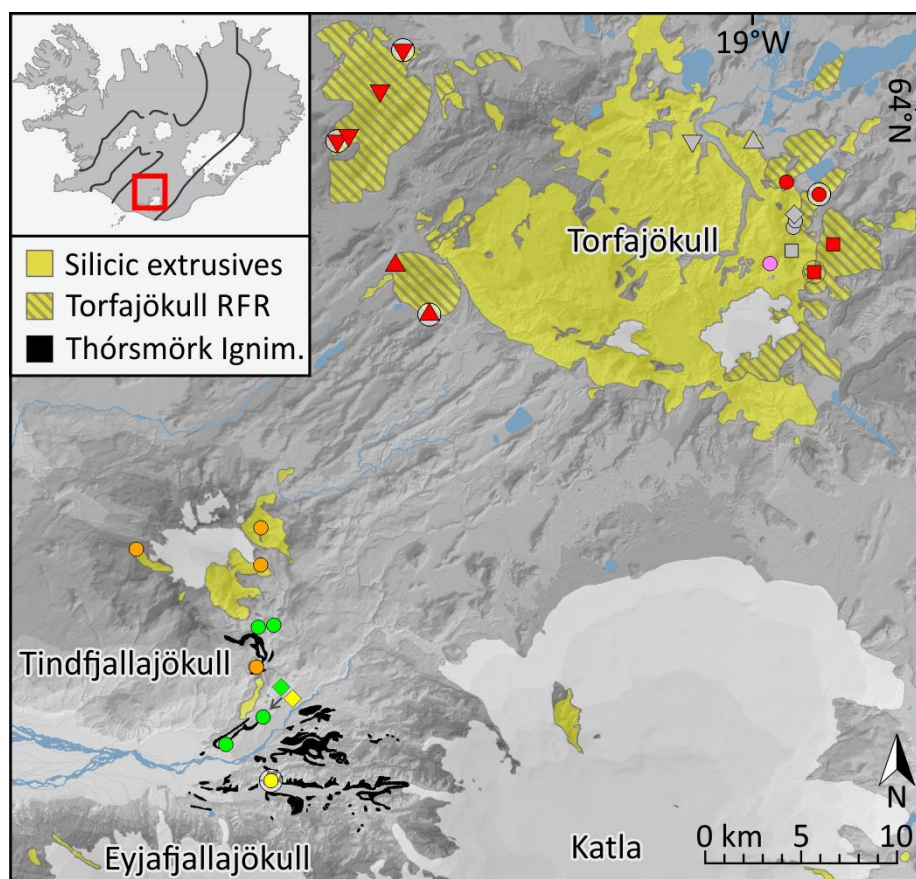 19°W
64°N
Silicic extrusives
Torfajökull RFR
Thórsmörk Ignim.
Torfajökull
Tindfjallajökull
Eyjafjallajökull
Katla
N
0 km 5 10